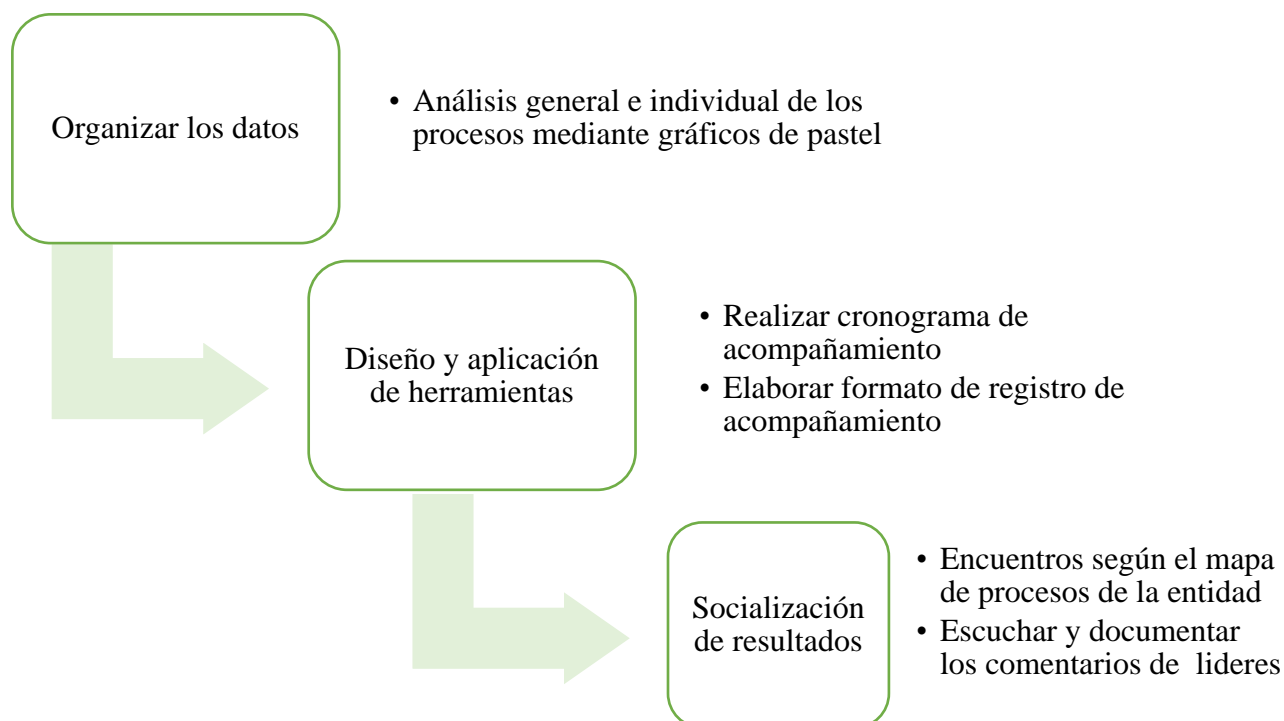 Organizar los datos
• Análisis general e individual de los
procesos mediante gráficos de pastel
Diseño y aplicación
de herramientas
• Realizar cronograma de
acompañamiento
• Elaborar formato de registro de
acompañamiento
Socialización
de resultados
• Encuentros según el mapa
de procesos de la entidad
• Escuchar y documentar
los comentarios de lideres